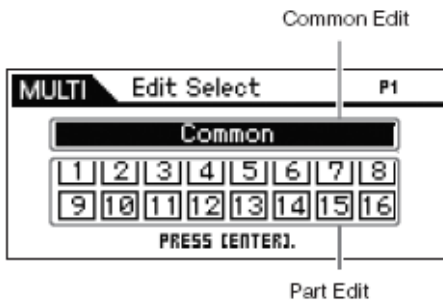 Common Edit
MULTI Edit Select P1
Common
1 2 3 4 5 6 7 8
9 10 11 12 13 14 15 16
PRESS [ENTER].
Part Edit